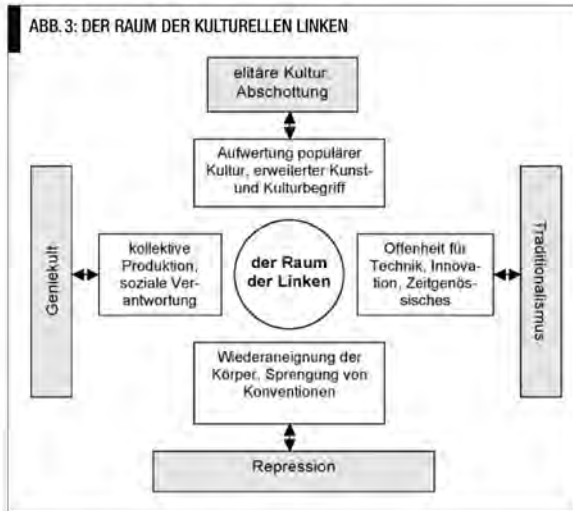 ABB. 3: DER RAUM DER KULTURELLEN LINKEN
elitäre Kultur
Abschottung
Aufwertung populärer
Kultur, erweiterter Kunst-
und Kulturbegriff
Geniekult
kollektive
Produktion,
soziale Ver-
antwortung
der Raum
der Linken
Offenheit für
Technik, Innova-
tion, Zeitgenös-
sisches
Traditionalismus
Wiederaneignung der
Körper, Sprengung von
Konventionen
Repression